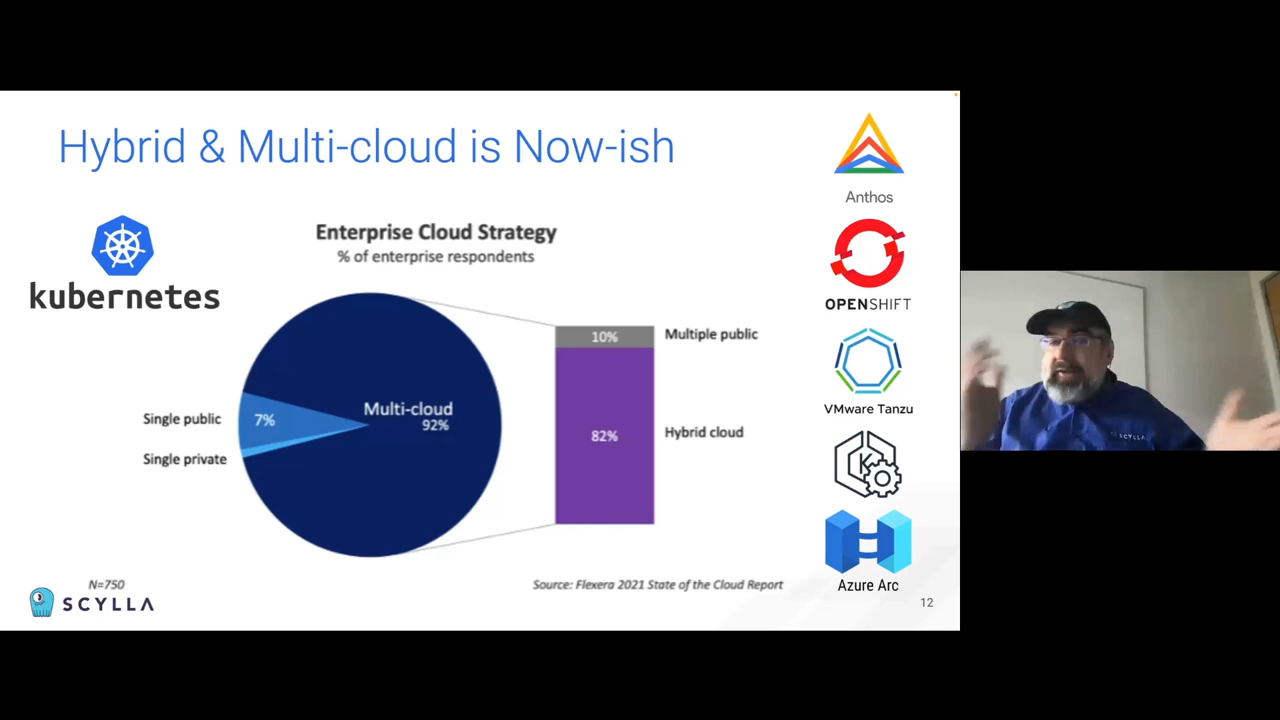 Hybrid & Multi-cloud is Now-ish
kubernetes
Enterprise Cloud Strategy
% of enterprise respondents
Single public
7%
Single private
Multi-cloud
92%
10%
Multiple public
82%
Hybrid cloud
N=750
Source: Flexera 2021 State of the Cloud Report
SCYLLA
12
Anthos
OPENSHIFT
VMware Tanzu
K
Azure Arc
SCYLLA